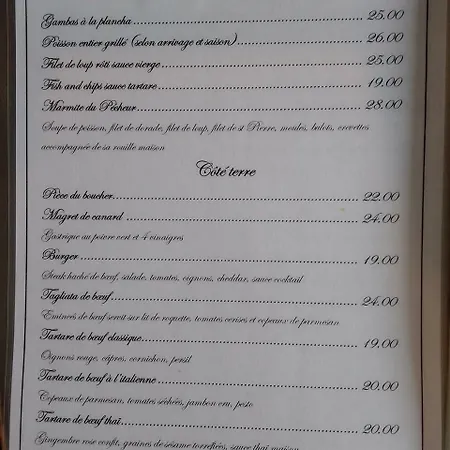 Gambas à la plancha 25.00
Poisson entier grillé (selon arrivage et saison) 26.00
Filet de loup rôti sauce vierge 25.00
Fish and chips sauce tartare 19.00
Marmite du Pêcheur 28.00
Soupe de poisson, filet de dorade, filet de loup, filet de st Pierre, moules, bulots, crevettes
accompagnée de sa rouille maison
Côté terre
Pièce du boucher 22.00
Magret de canard 24.00
Gastrique au poivre vert et 4 vinaigres
Burger 19.00
Steak haché de bœuf, salade, tomates, oignons, cheddar, sauce cocktail
Tagliata de bœuf 24.00
Emincés de bœuf servit sur lit de roquette, tomates cerises et copeaux de parmesan
Tartare de bœuf classique 19.00
Oignons rouge, câpres, cornichon, persil
Tartare de bœuf à l'italienne 20.00
Copeaux de parmesan, tomates séchées, jambon cru, pesto
Tartare de bœuf thaï 20.00
Gingembre rose confit, graines de sésame torréfiées, sauce thaï maison